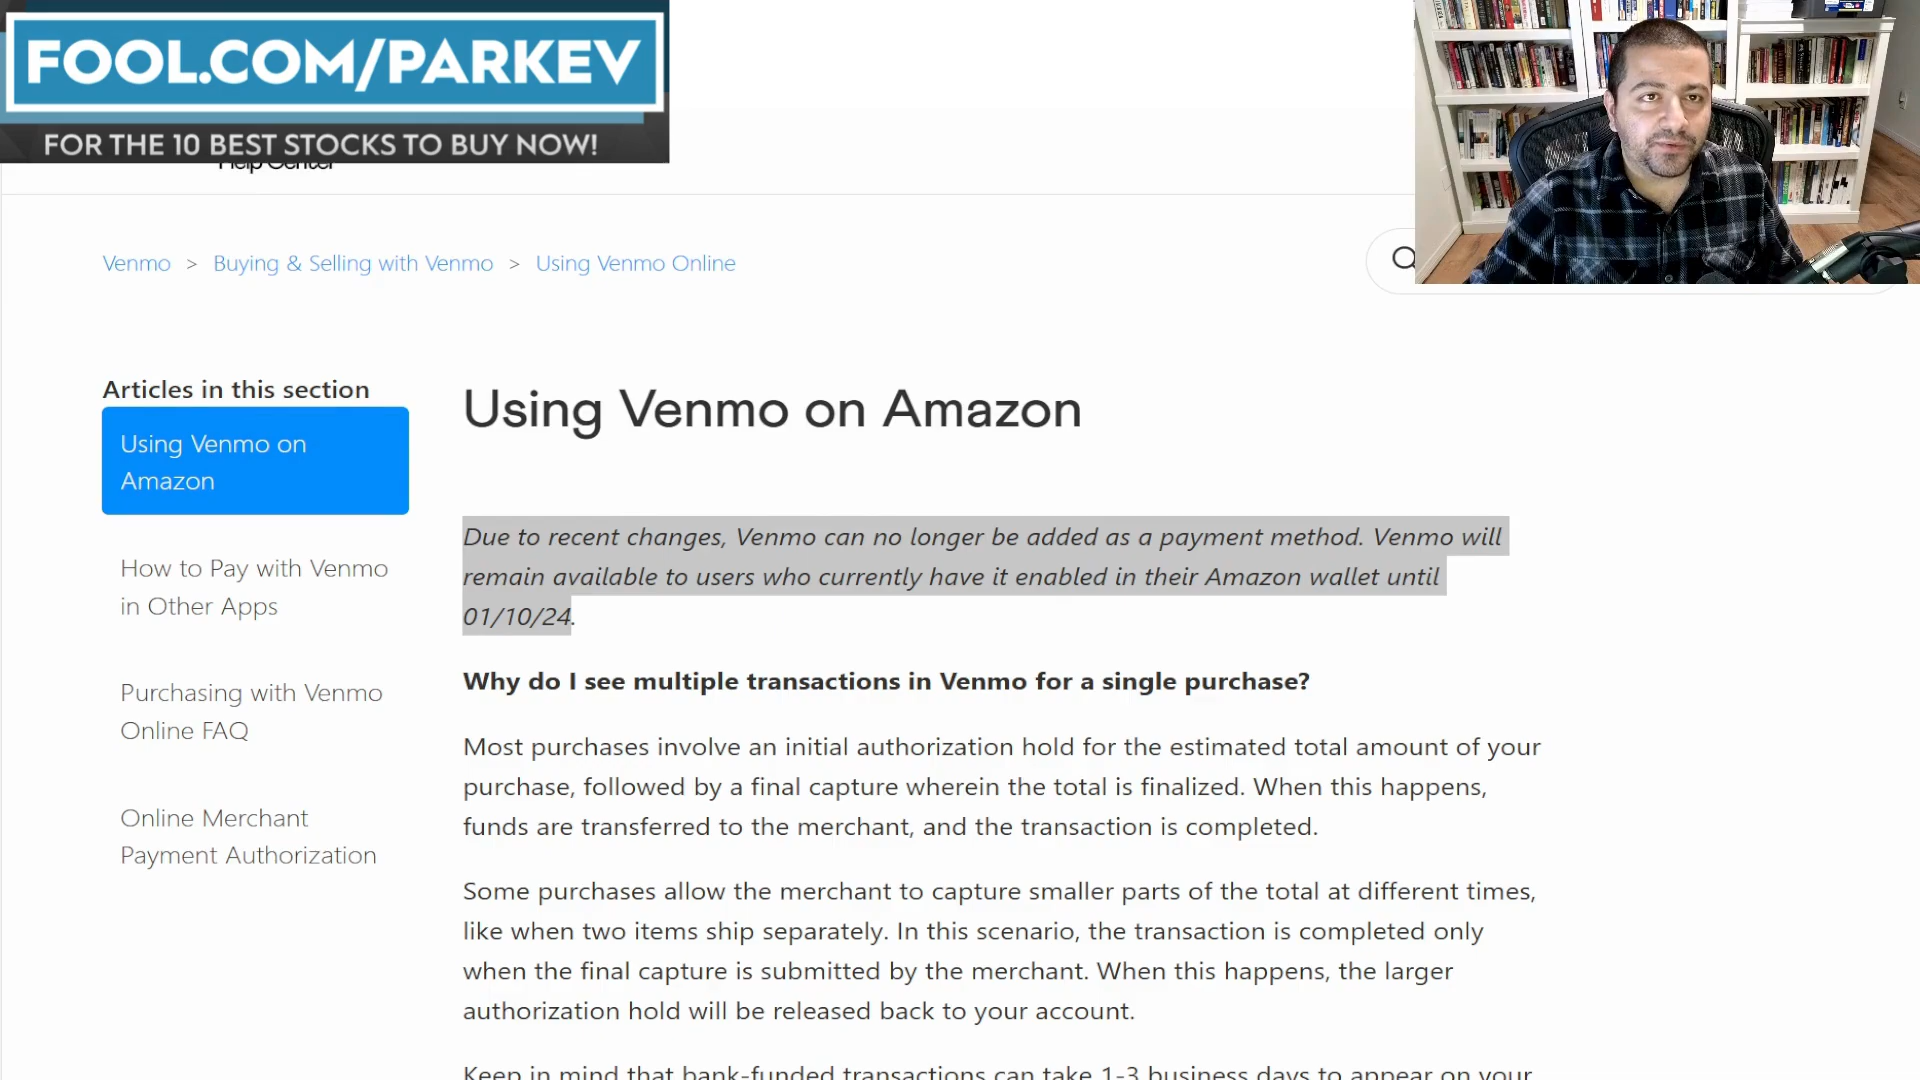 FOOL.COM/PARKEV
FOR THE 10 BEST STOCKS TO BUY NOW!
Help Center
Venmo > Buying & Selling with Venmo > Using Venmo Online
Articles in this section
Using Venmo on
Amazon
How to Pay with Venmo
in Other Apps
Purchasing with Venmo
Online FAQ
Online Merchant
Payment Authorization
Using Venmo on Amazon
Due to recent changes, Venmo can no longer be added as a payment method. Venmo will
remain available to users who currently have it enabled in their Amazon wallet until
01/10/24.
Why do I see multiple transactions in Venmo for a single purchase?
Most purchases involve an initial authorization hold for the estimated total amount of your
purchase, followed by a final capture wherein the total is finalized. When this happens,
funds are transferred to the merchant, and the transaction is completed.
Some purchases allow the merchant to capture smaller parts of the total at different times,
like when two items ship separately. In this scenario, the transaction is completed only
when the final capture is submitted by the merchant. When this happens, the larger
authorization hold will be released back to your account.
Keep in mind that bank-funded transactions can take 1-3 business days to appear on your